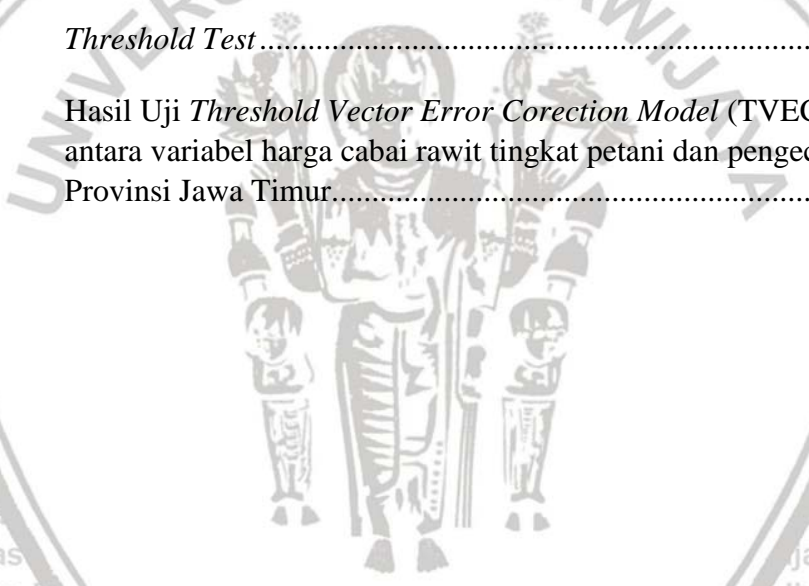 Threshold Test....................................................................
Hasil Uji Threshold Vector Error Corection Model (TVEC
antara variabel harga cabai rawit tingkat petani dan pengec
Provinsi Jawa Timur............................................................